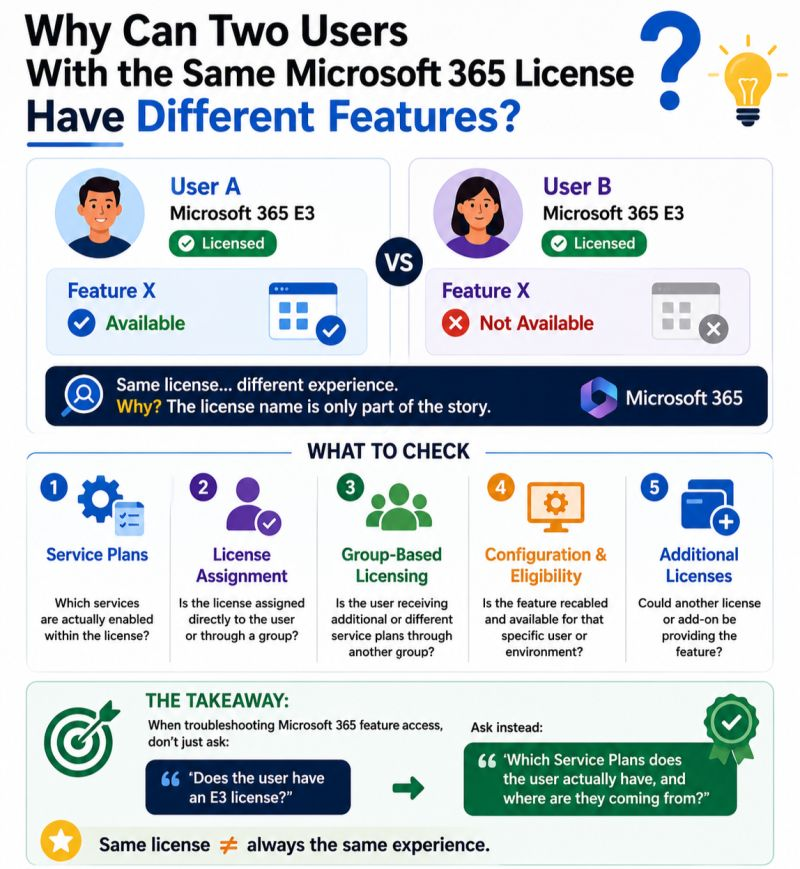 Why Can Two Users
With the Same Microsoft 365 License
Have Different Features?
?
User A
Microsoft 365 E3
Licensed
Feature X
Available
VS
User B
Microsoft 365 E3
Licensed
Feature X
Not Available
Same license... different experience.
Why? The license name is only part of the story.
Microsoft 365
WHAT TO CHECK
1
Service Plans
Which services
are actually enabled
within the license?
2
License
Assignment
Is the license assigned
directly to the user
or through a group?
3
Group-Based
Licensing
Is the user receiving
additional or different
service plans through
another group?
4
Configuration &
Eligibility
Is the feature recabled
and available for that
specific user or
environment?
5
Additional
Licenses
Could another license
or add-on be
providing the
feature?
THE TAKEAWAY:
When troubleshooting Microsoft 365 feature access,
don't just ask:
“ ‘Does the user have
an E3 license?”
Ask instead:
“ ‘Which Service Plans does
the user actually have, and
where are they coming from?”
Same license ≠ always the same experience.